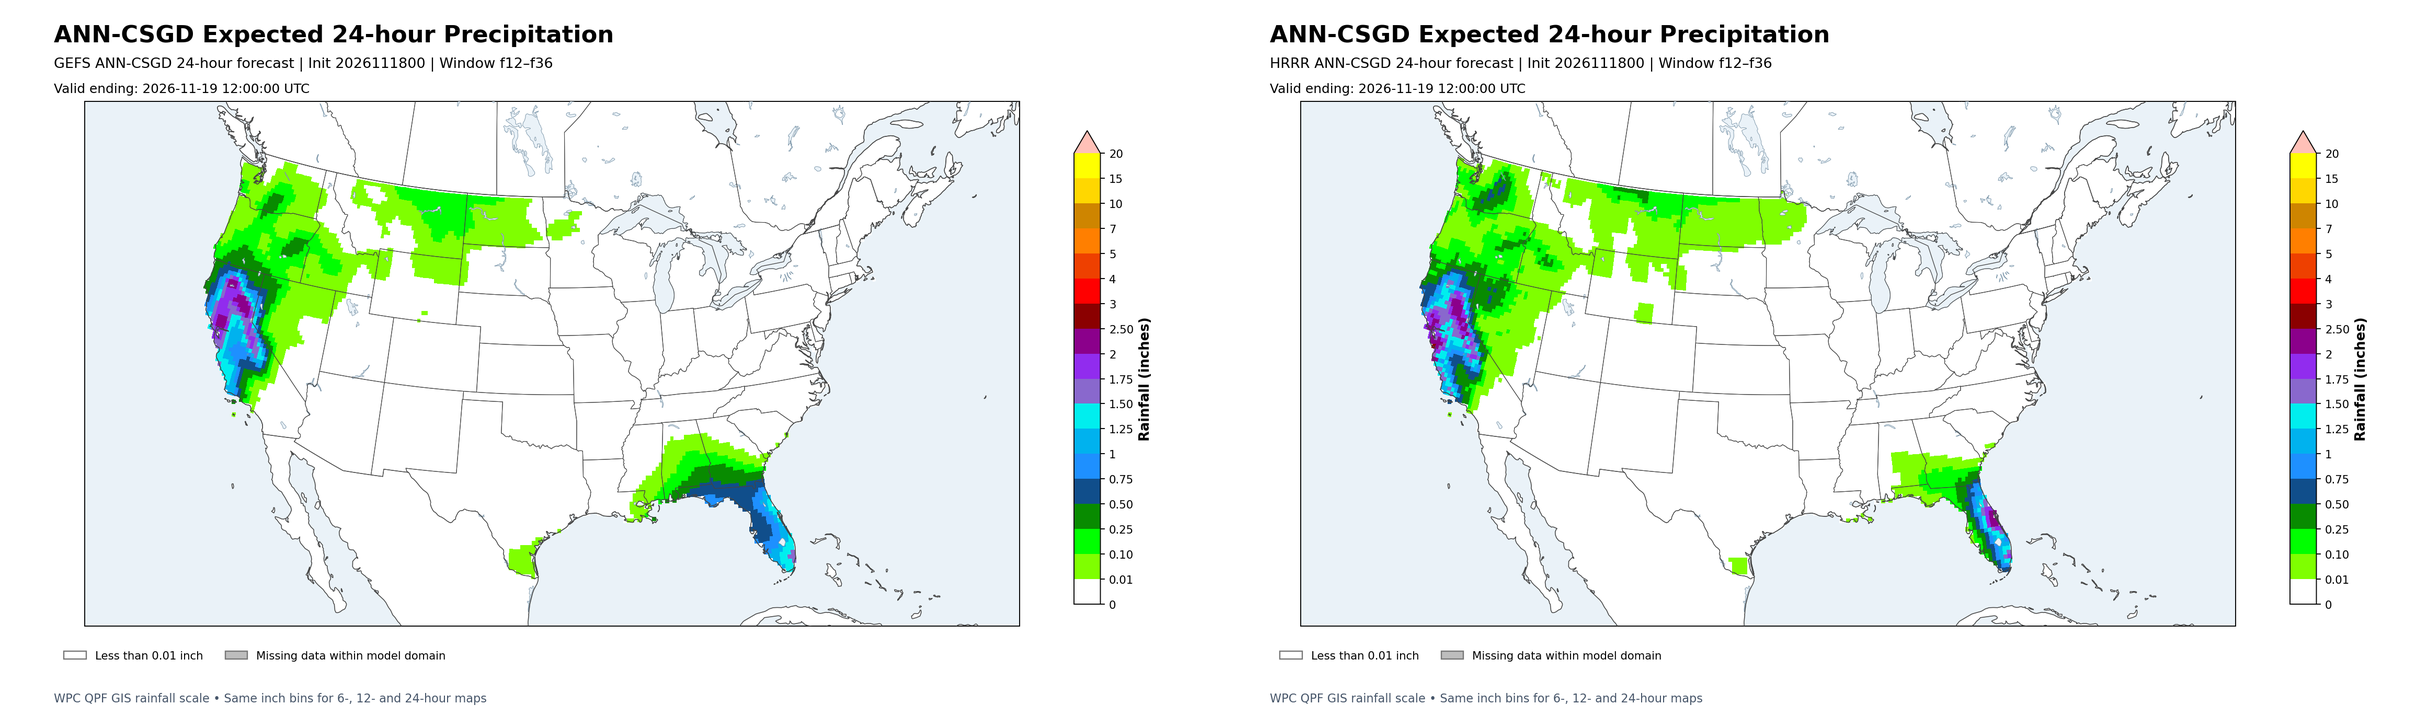 ANN-CSGD Expected 24-hour Precipitation
GEFS ANN-CSGD 24-hour forecast | Init 2026111800 | Window f12–f36
Valid ending: 2026-11-19 12:00:00 UTC
20
15
10
7
5
4
3
2.50
2
1.75
1.50
1.25
1
0.75
0.50
0.25
0.10
0.01
0
Rainfall (inches)
Less than 0.01 inch
Missing data within model domain
WPC QPF GIS rainfall scale • Same inch bins for 6-, 12- and 24-hour maps
ANN-CSGD Expected 24-hour Precipitation
HRRR ANN-CSGD 24-hour forecast | Init 2026111800 | Window f12–f36
Valid ending: 2026-11-19 12:00:00 UTC
20
15
10
7
5
4
3
2.50
2
1.75
1.50
1.25
1
0.75
0.50
0.25
0.10
0.01
0
Rainfall (inches)
Less than 0.01 inch
Missing data within model domain
WPC QPF GIS rainfall scale • Same inch bins for 6-, 12- and 24-hour maps